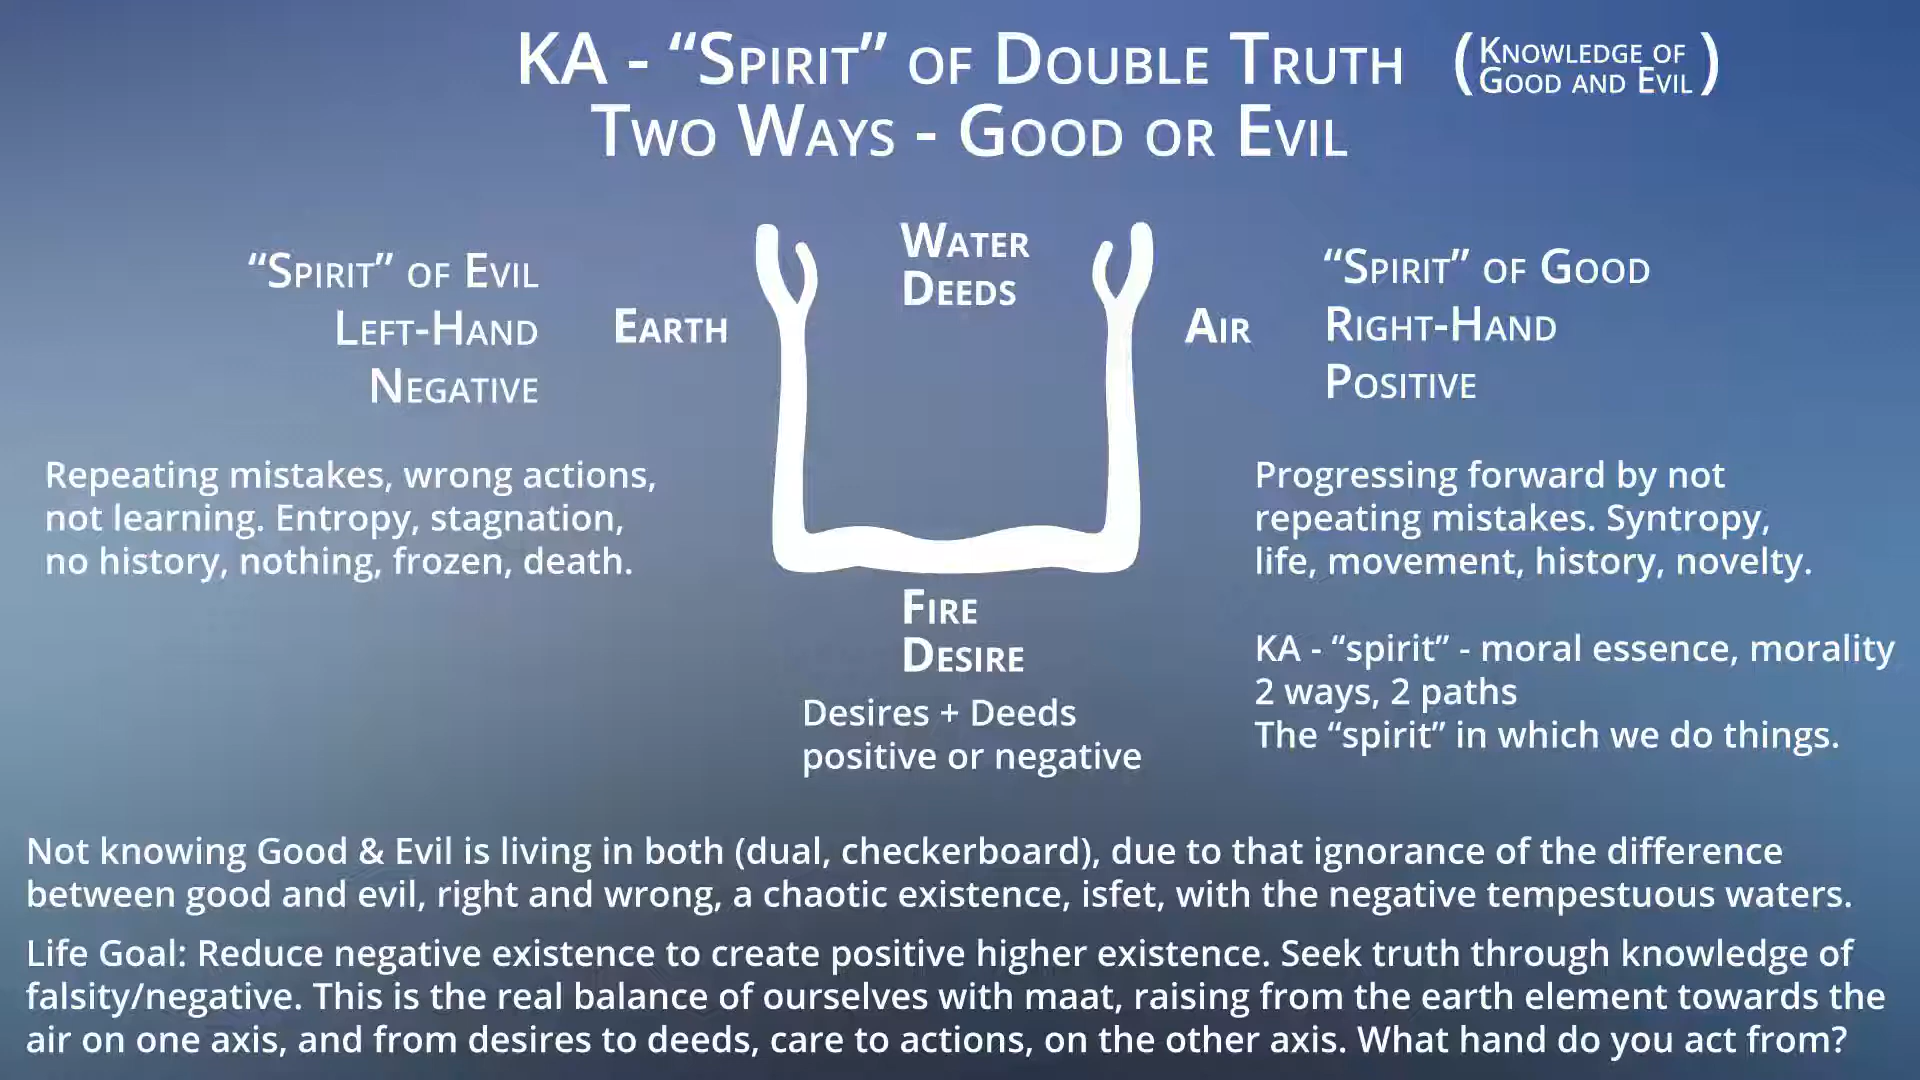 KA - “Spirit” of Double Truth (Knowledge of Good and Evil)
Two Ways - Good or Evil
“Spirit” of Evil
Left-Hand
Negative
Earth
Water
Deeds
Air
“Spirit” of Good
Right-Hand
Positive
Repeating mistakes, wrong actions,
not learning. Entropy, stagnation,
no history, nothing, frozen, death.
Progressing forward by not
repeating mistakes. Syntropy,
life, movement, history, novelty.
Fire
Desire
Desires + Deeds
positive or negative
KA - “spirit” - moral essence, morality
2 ways, 2 paths
The “spirit” in which we do things.
Not knowing Good & Evil is living in both (dual, checkerboard), due to that ignorance of the difference
between good and evil, right and wrong, a chaotic existence, isfet, with the negative tempestuous waters.
Life Goal: Reduce negative existence to create positive higher existence. Seek truth through knowledge of
falsity/negative. This is the real balance of ourselves with maat, raising from the earth element towards the
air on one axis, and from desires to deeds, care to actions, on the other axis. What hand do you act from?